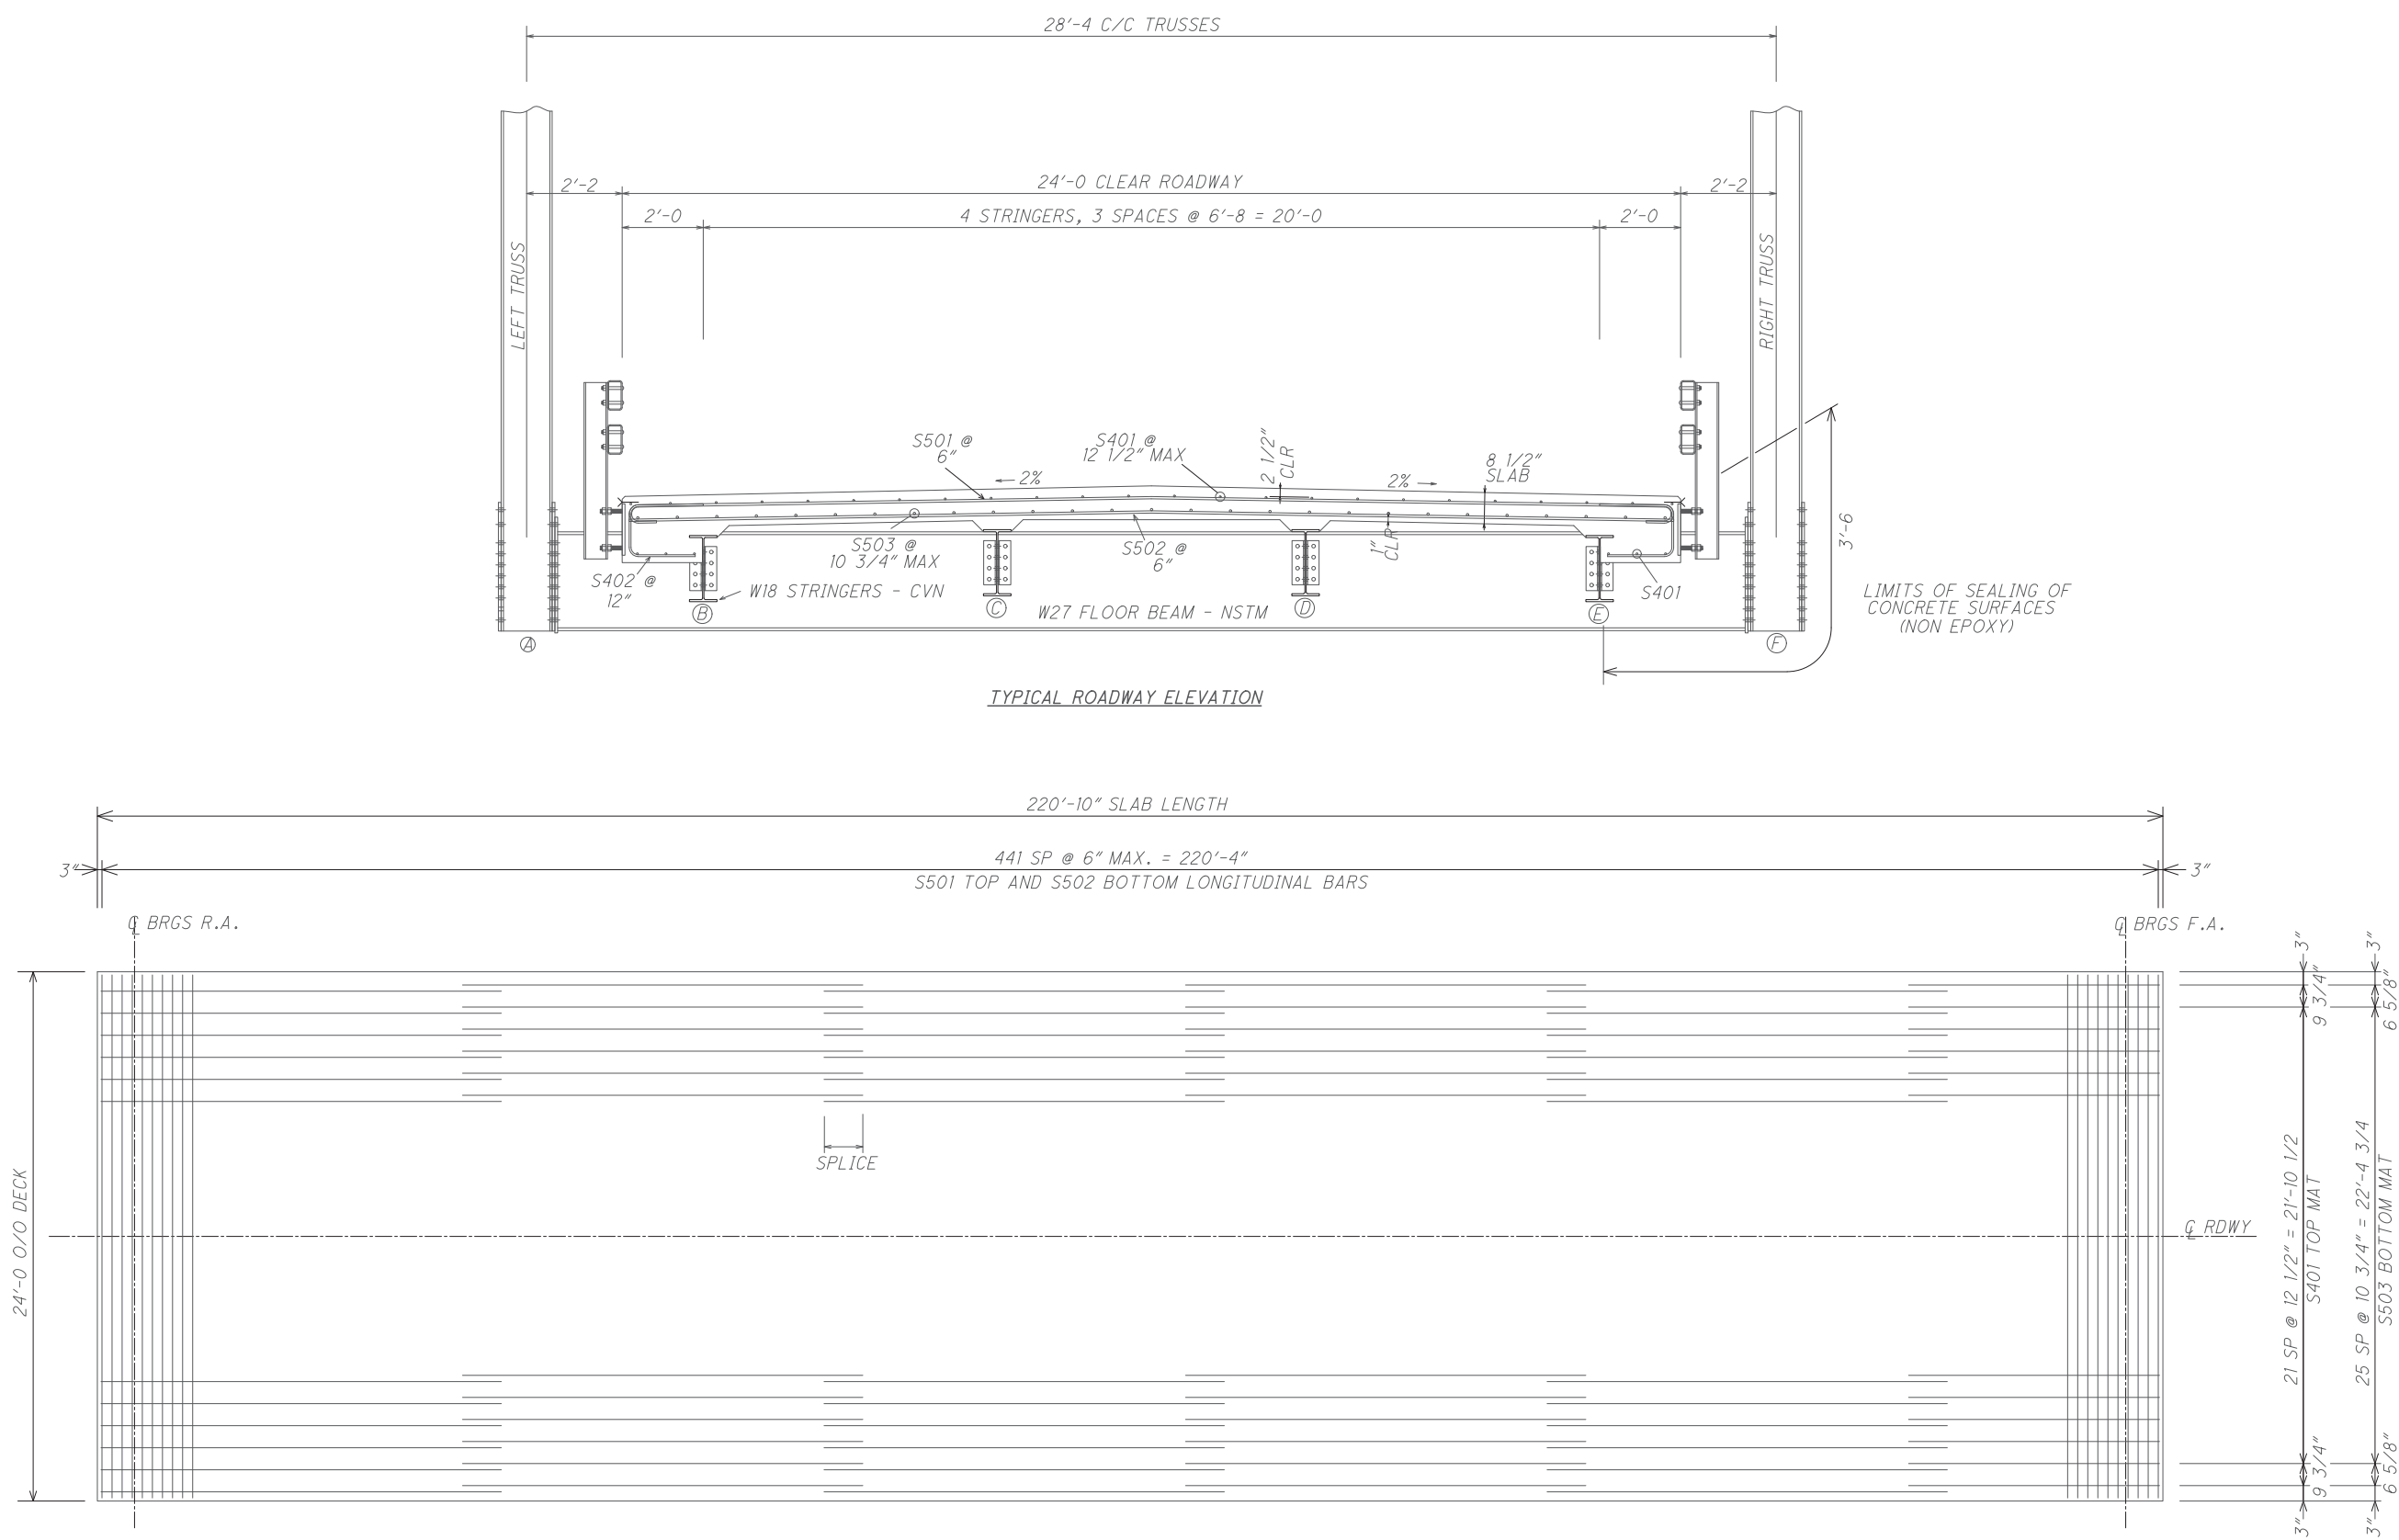 28'-4 C/C TRUSSES
2'-2
24'-0 CLEAR ROADWAY
2'-2
2'-0
4 STRINGERS, 3 SPACES @ 6'-8 = 20'-0
2'-0
LEFT TRUSS
RIGHT TRUSS
S501 @
6"
S401 @
12 1/2" MAX
2 1/2"
CLR
8 1/2"
SLAB
2%
2%
S503 @
10 3/4" MAX
S502 @
6"
1"
CLR
S402 @
12"
S401
3'-6
W18 STRINGERS - CVN
W27 FLOOR BEAM - NSTM
LIMITS OF SEALING OF
CONCRETE SURFACES
(NON EPOXY)
A
B
C
D
E
F
TYPICAL ROADWAY ELEVATION
220'-10" SLAB LENGTH
3"
441 SP @ 6" MAX. = 220'-4"
3"
S501 TOP AND S502 BOTTOM LONGITUDINAL BARS
℄ BRGS R.A.
℄ BRGS F.A.
24'-0 O/O DECK
SPLICE
℄ RDWY
3"
9 3/4"
21 SP @ 12 1/2" = 21'-10 1/2
S401 TOP MAT
9 3/4"
3"
3"
6 5/8"
25 SP @ 10 3/4" = 22'-4 3/4
S503 BOTTOM MAT
6 5/8"
3"